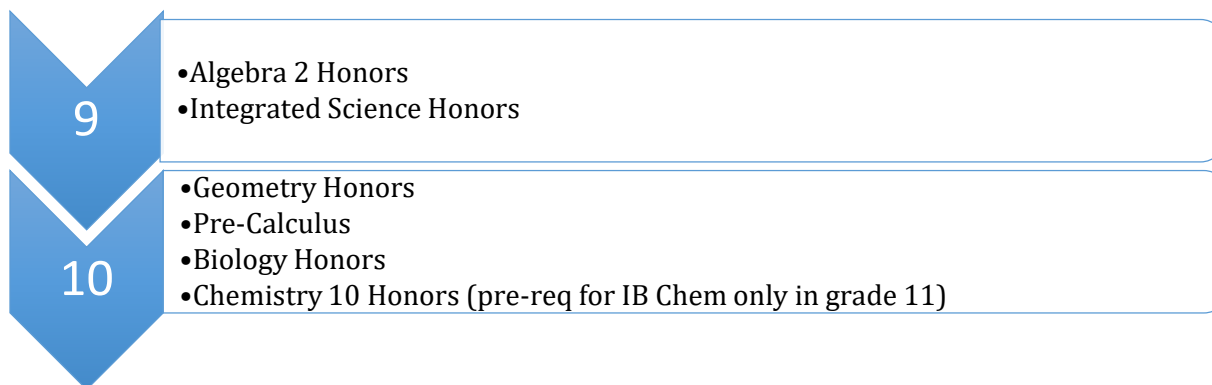 9
•Algebra 2 Honors
•Integrated Science Honors
10
•Geometry Honors
•Pre-Calculus
•Biology Honors
•Chemistry 10 Honors (pre-req for IB Chem only in grade 11)